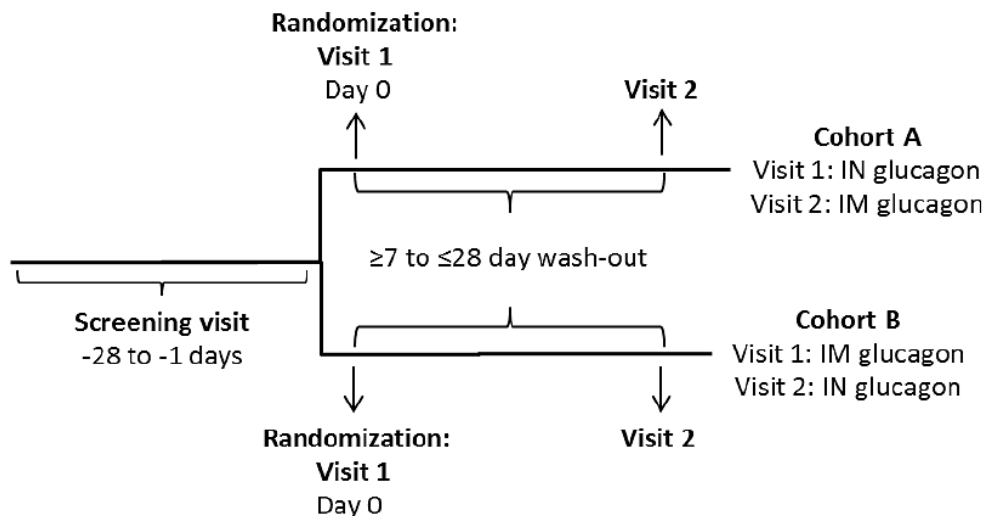 Randomization:
Visit 1
Day 0
Visit 2
Cohort A
Visit 1: IN glucagon
Visit 2: IM glucagon
≥7 to ≤28 day wash-out
Screening visit
-28 to -1 days
Cohort B
Visit 1: IM glucagon
Visit 2: IN glucagon
Randomization:
Visit 1
Day 0
Visit 2